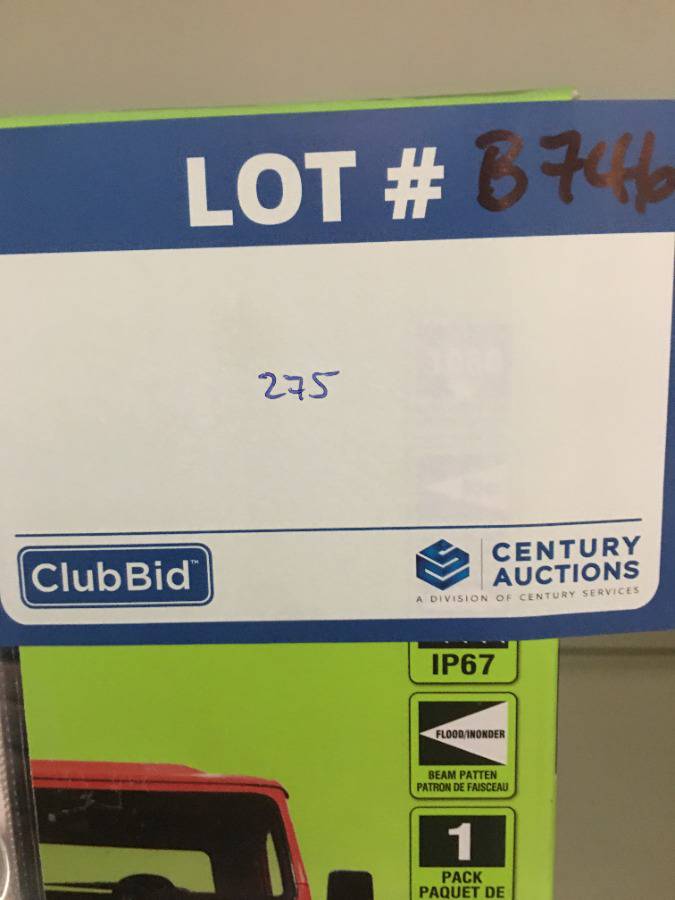 LOT # B746
275
ClubBid™
CENTURY
AUCTIONS
A DIVISION OF CENTURY SERVICES
IP67
FLOOD/INONDER
BEAM PATTEN
PATRON DE FAISCEAU
1
PACK
PAQUET DE